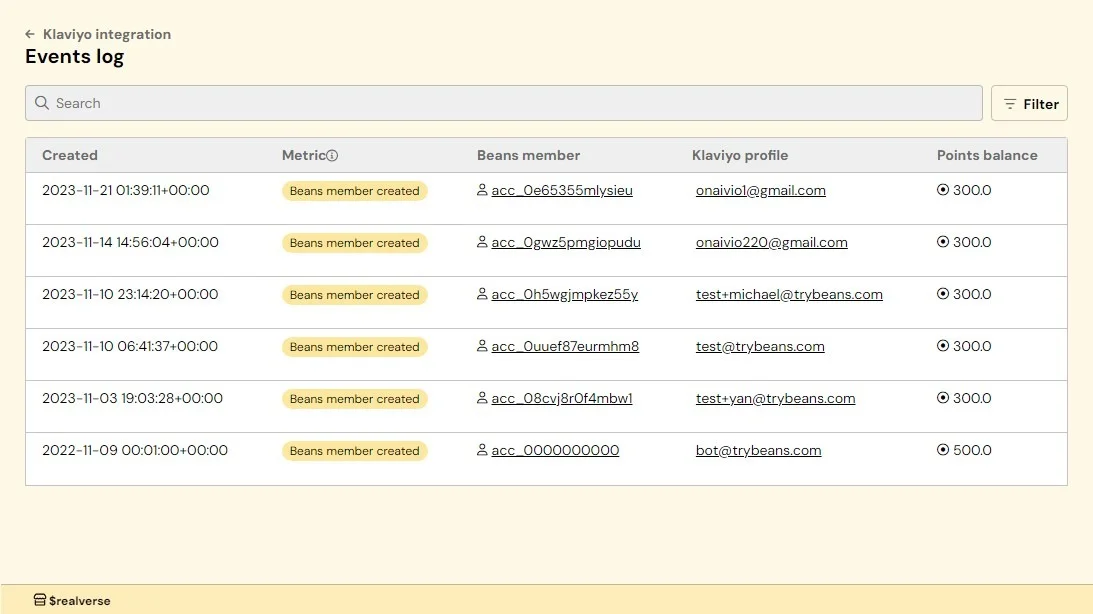 ← Klaviyo integration
Events log
Search
Filter
Created Metric Beans member Klaviyo profile Points balance
2023-11-21 01:39:11+00:00 Beans member created acc_0e65355mlysieu onaivio1@gmail.com 300.0
2023-11-14 14:56:04+00:00 Beans member created acc_0gwz5pmgiopudu onaivio220@gmail.com 300.0
2023-11-10 23:14:20+00:00 Beans member created acc_0h5wgjmpkez55y test+michael@trybeans.com 300.0
2023-11-10 06:41:37+00:00 Beans member created acc_0uuef87eurmhm8 test@trybeans.com 300.0
2023-11-03 19:03:28+00:00 Beans member created acc_08cvj8r0f4mbw1 test+yan@trybeans.com 300.0
2022-11-09 00:01:00+00:00 Beans member created acc_0000000000 bot@trybeans.com 500.0
$realverse